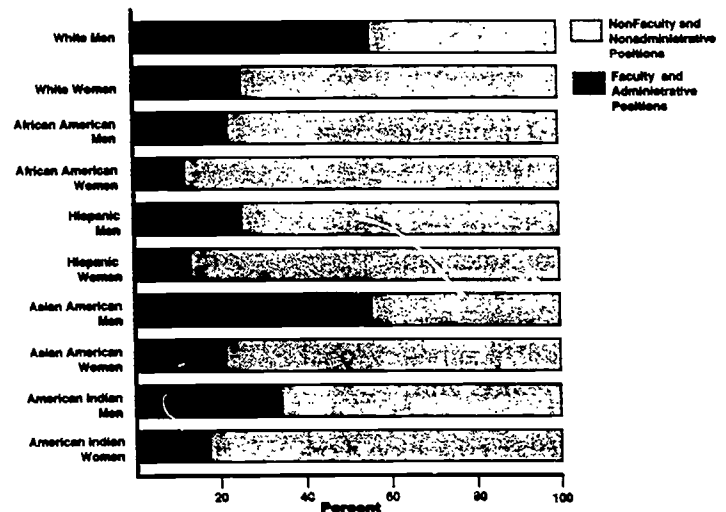 White Men
White Women
African American
Men
African American
Women
Hispanic
Men
Hispanic
Women
Asian American
Men
Asian American
Women
American Indian
Men
American Indian
Women
20 40 60 80 100
Percent
NonFaculty and
Nonadministrative
Positions
Faculty and
Administrative
Positions